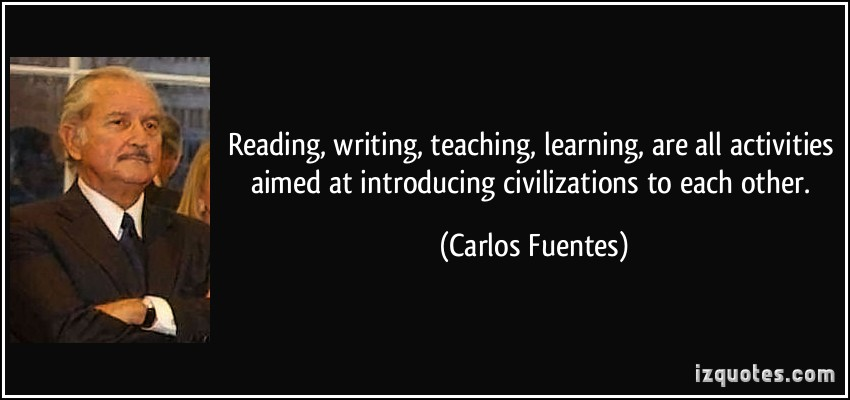 Reading, writing, teaching, learning, are all activities
aimed at introducing civilizations to each other.
(Carlos Fuentes)
izquotes.com